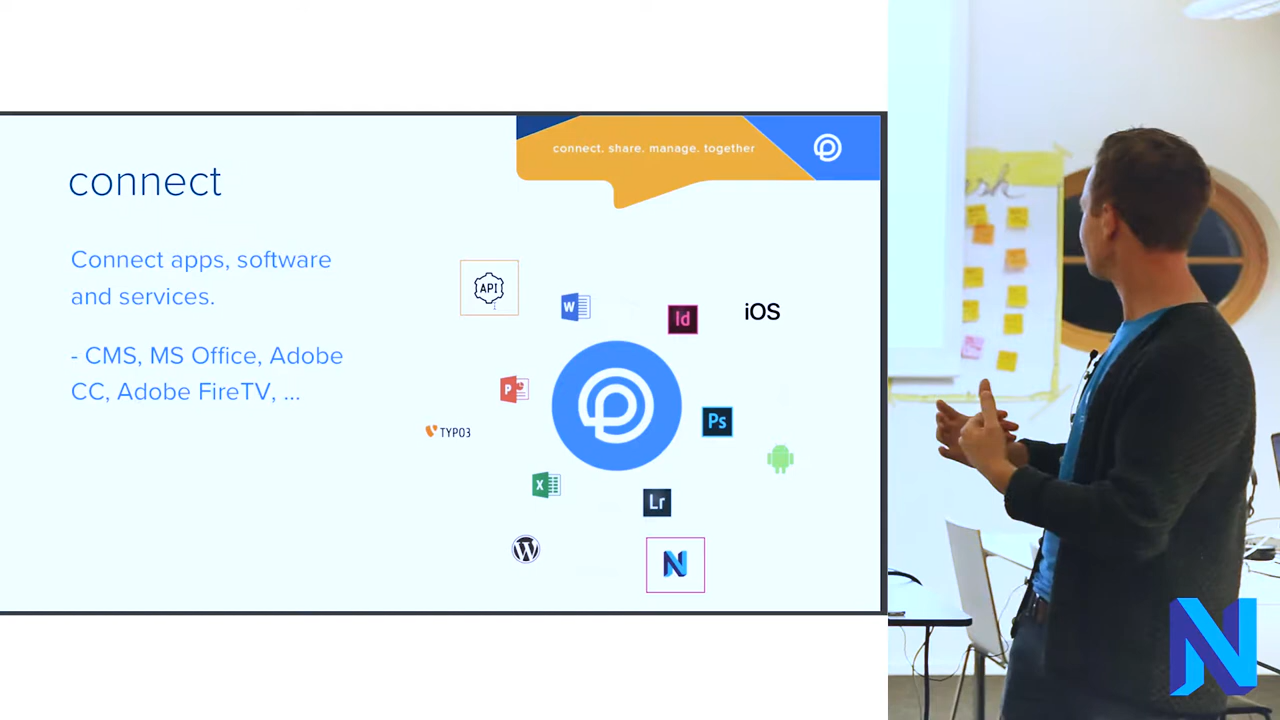 connect. share. manage. together
connect
Connect apps, software
and services.
- CMS, MS Office, Adobe
CC, Adobe FireTV, ...
API
W
Id
iOS
P
Ps
TYPO3
X
Lr
W
N
N